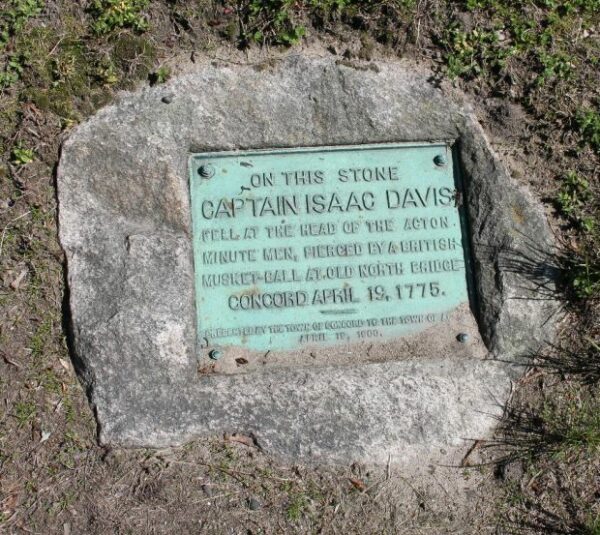 ON THIS STONE
CAPTAIN ISAAC DAVIS
FELL AT THE HEAD OF THE ACTON
MINUTE MEN, PIERCED BY A BRITISH
MUSKET-BALL AT OLD NORTH BRIDGE
CONCORD APRIL 19, 1775.
PRESENTED BY THE TOWN OF CONCORD TO THE TOWN OF
APRIL 19, 1900.